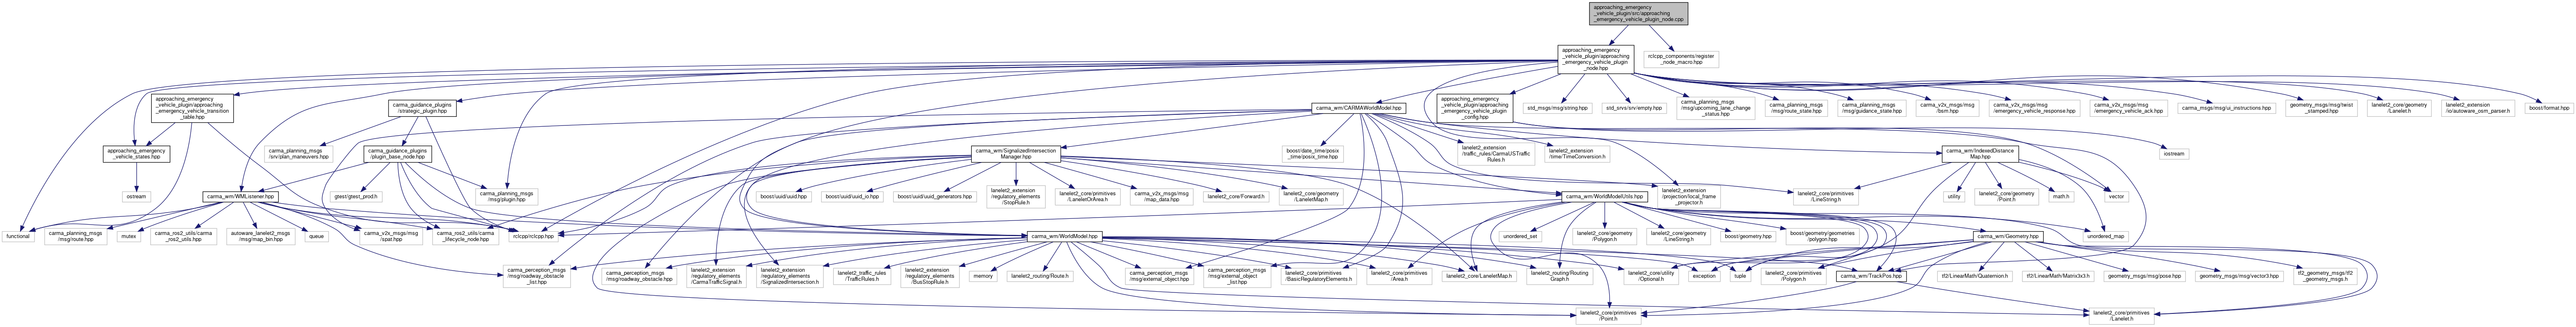 approaching_emergency
_vehicle_plugin/src/approaching
_emergency_vehicle_plugin_node.cpp
approaching_emergency
_vehicle_plugin/approaching
_emergency_vehicle_plugin
_node.hpp
rclcpp_components/register
_node_macro.hpp
approaching_emergency
_vehicle_plugin/approaching
_emergency_vehicle_transition
_table.hpp
carma_guidance_plugins
/strategic_plugin.hpp
carma_wm/CARMAWorldModel.hpp
approaching_emergency
_vehicle_plugin/approaching
_emergency_vehicle_plugin
_config.hpp
std_msgs/msg/string.hpp
std_srvs/srv/empty.hpp
carma_planning_msgs
/msg/upcoming_lane_change
_status.hpp
carma_planning_msgs
/msg/route_state.hpp
carma_planning_msgs
/msg/guidance_state.hpp
carma_v2x_msgs/msg
/bsm.hpp
carma_v2x_msgs/msg
/emergency_vehicle_response.hpp
carma_v2x_msgs/msg
/emergency_vehicle_ack.hpp
carma_msgs/msg/ui_instructions.hpp
geometry_msgs/msg/twist
_stamped.hpp
lanelet2_core/geometry
/Lanelet.h
lanelet2_extension
/io/autoware_osm_parser.h
boost/format.hpp
approaching_emergency
_vehicle_states.hpp
carma_planning_msgs
/srv/plan_maneuvers.hpp
carma_guidance_plugins
/plugin_base_node.hpp
carma_wm/SignalizedIntersection
Manager.hpp
boost/date_time/posix
_time/posix_time.hpp
lanelet2_extension
/traffic_rules/CarmaUSTraffic
Rules.h
lanelet2_extension
/time/TimeConversion.h
carma_wm/IndexedDistance
Map.hpp
iostream
ostream
carma_wm/WMListener.hpp
gtest/gtest_prod.h
carma_planning_msgs
/msg/plugin.hpp
boost/uuid/uuid.hpp
boost/uuid/uuid_io.hpp
boost/uuid/uuid_generators.hpp
lanelet2_extension
/regulatory_elements
/StopRule.h
lanelet2_core/primitives
/LaneletOrArea.h
carma_v2x_msgs/msg
/map_data.hpp
lanelet2_core/Forward.h
lanelet2_core/geometry
/LaneletMap.h
carma_wm/WorldModelUtils.hpp
lanelet2_extension
/projection/local_frame
_projector.h
lanelet2_core/primitives
/LineString.h
utility
lanelet2_core/geometry
/Point.h
math.h
vector
functional
carma_planning_msgs
/msg/route.hpp
mutex
carma_ros2_utils/carma
_ros2_utils.hpp
autoware_lanelet2_msgs
/msg/map_bin.hpp
queue
carma_v2x_msgs/msg
/spat.hpp
carma_ros2_utils/carma
_lifecycle_node.hpp
rclcpp/rclcpp.hpp
carma_wm/WorldModel.hpp
unordered_set
lanelet2_core/geometry
/Polygon.h
lanelet2_core/geometry
/LineString.h
boost/geometry.hpp
boost/geometry/geometries
/polygon.hpp
carma_wm/Geometry.hpp
unordered_map
carma_perception_msgs
/msg/roadway_obstacle
_list.hpp
carma_perception_msgs
/msg/roadway_obstacle.hpp
lanelet2_extension
/regulatory_elements
/CarmaTrafficSignal.h
lanelet2_extension
/regulatory_elements
/SignalizedIntersection.h
lanelet2_traffic_rules
/TrafficRules.h
lanelet2_extension
/regulatory_elements
/BusStopRule.h
memory
lanelet2_routing/Route.h
carma_perception_msgs
/msg/external_object.hpp
carma_perception_msgs
/msg/external_object
_list.hpp
lanelet2_core/primitives
/BasicRegulatoryElements.h
lanelet2_core/primitives
/Area.h
lanelet2_core/LaneletMap.h
lanelet2_routing/Routing
Graph.h
lanelet2_core/utility
/Optional.h
exception
tuple
lanelet2_core/primitives
/Polygon.h
carma_wm/TrackPos.hpp
tf2/LinearMath/Quaternion.h
tf2/LinearMath/Matrix3x3.h
geometry_msgs/msg/pose.hpp
geometry_msgs/msg/vector3.hpp
tf2_geometry_msgs/tf2
_geometry_msgs.h
lanelet2_core/primitives
/Point.h
lanelet2_core/primitives
/Lanelet.h